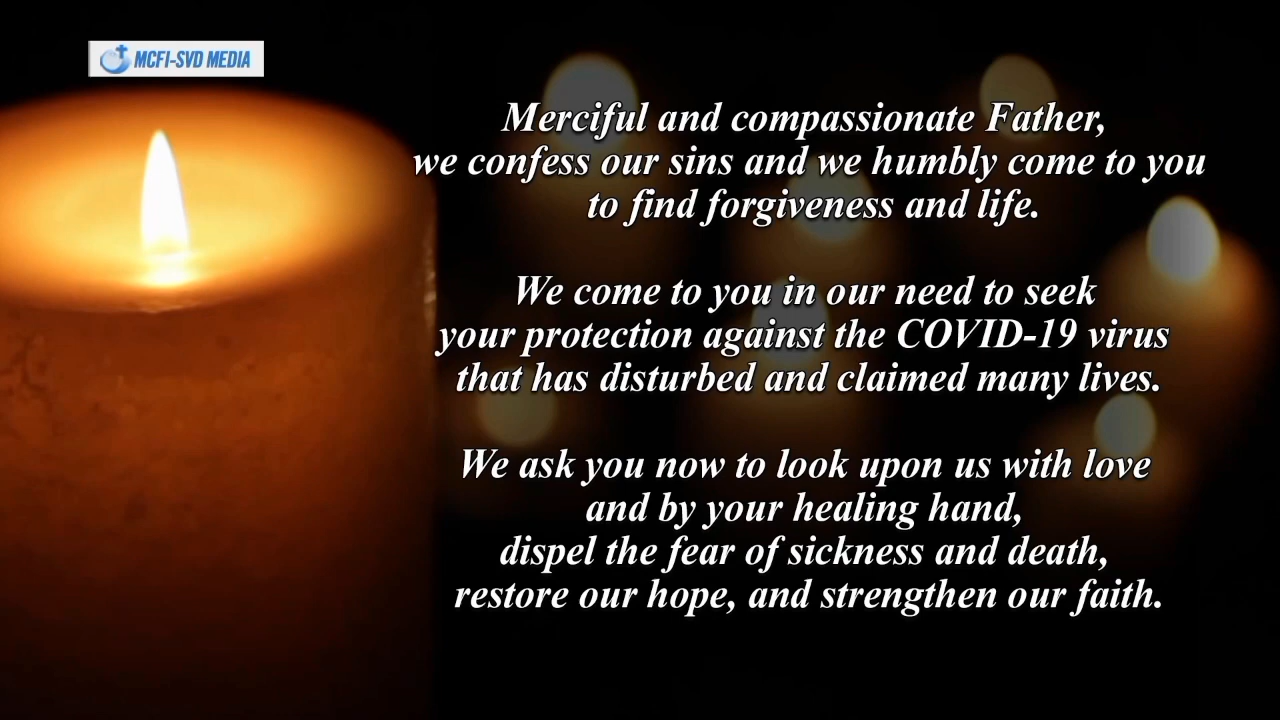 MCFI-SVD MEDIA
Merciful and compassionate Father,
we confess our sins and we humbly come to you
to find forgiveness and life.
We come to you in our need to seek
your protection against the COVID-19 virus
that has disturbed and claimed many lives.
We ask you now to look upon us with love
and by your healing hand,
dispel the fear of sickness and death,
restore our hope, and strengthen our faith.